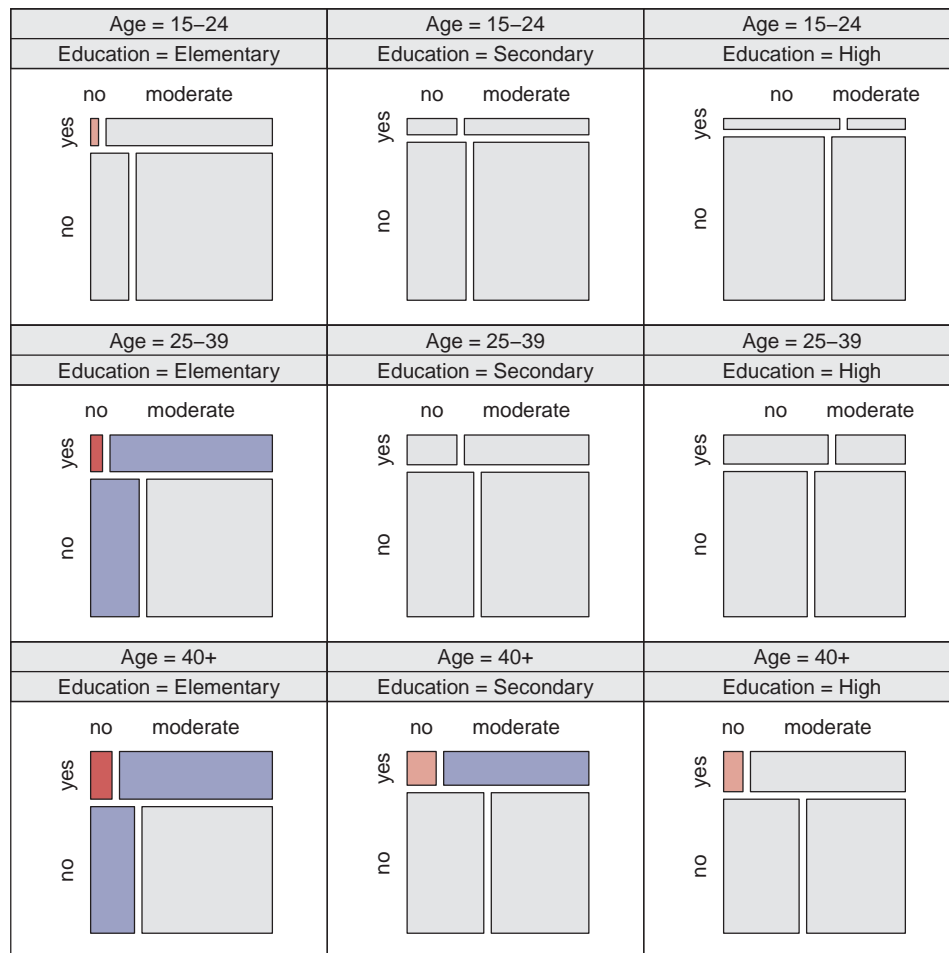 Age = 15–24
Education = Elementary
no moderate
yes
no
Age = 15–24
Education = Secondary
no moderate
yes
no
Age = 15–24
Education = High
no moderate
yes
no
Age = 25–39
Education = Elementary
no moderate
yes
no
Age = 25–39
Education = Secondary
no moderate
yes
no
Age = 25–39
Education = High
no moderate
yes
no
Age = 40+
Education = Elementary
no moderate
yes
no
Age = 40+
Education = Secondary
no moderate
yes
no
Age = 40+
Education = High
no moderate
yes
no